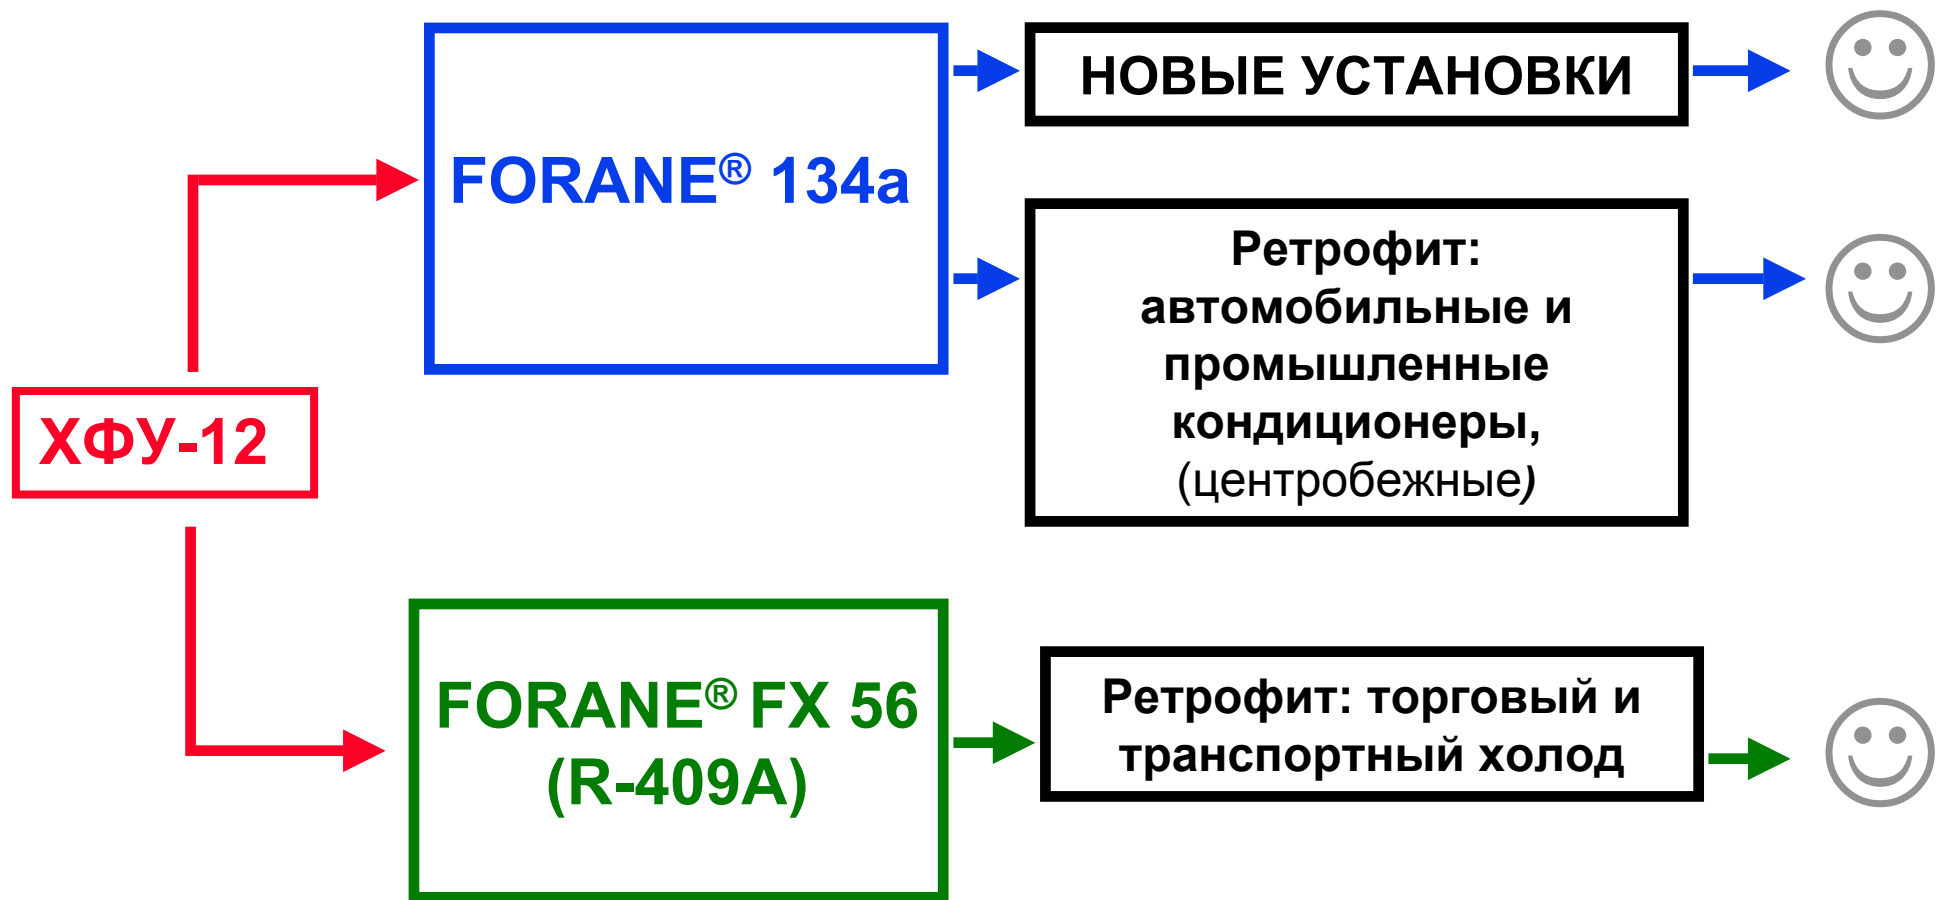 ХФУ-12
FORANE® 134a
НОВЫЕ УСТАНОВКИ
Ретрофит:
автомобильные и
промышленные
кондиционеры,
(центробежные)
FORANE® FX 56
(R-409A)
Ретрофит: торговый и
транспортный холод